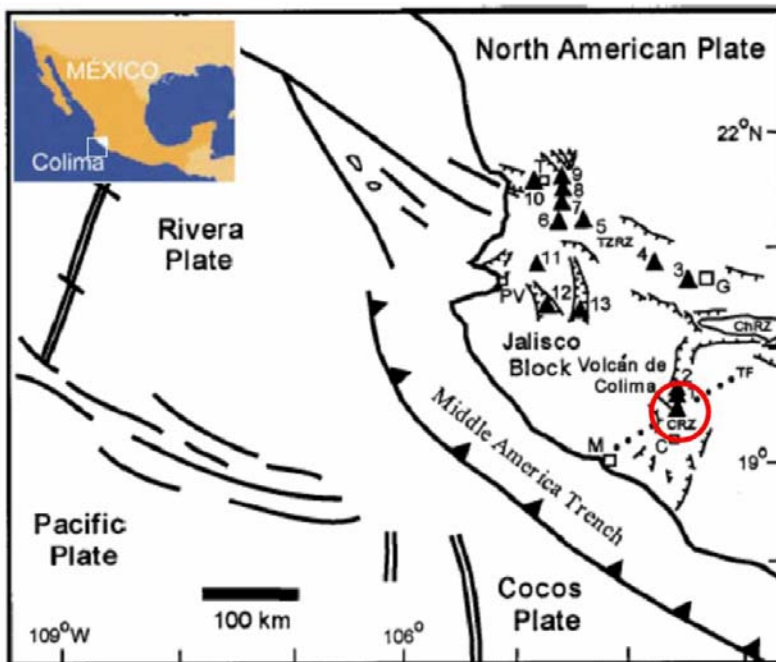 North American Plate
MÉXICO
Colima
22°N
Rivera
Plate
T
9
8
10
7
6
5
TZRZ
11
4
3
G
PV
12
13
ChRZ
Jalisco
Block
Volcán de
Colima
2
1
TF
CRZ
M
C
19°
Middle America Trench
Pacific
Plate
100 km
Cocos
Plate
109°W
106°